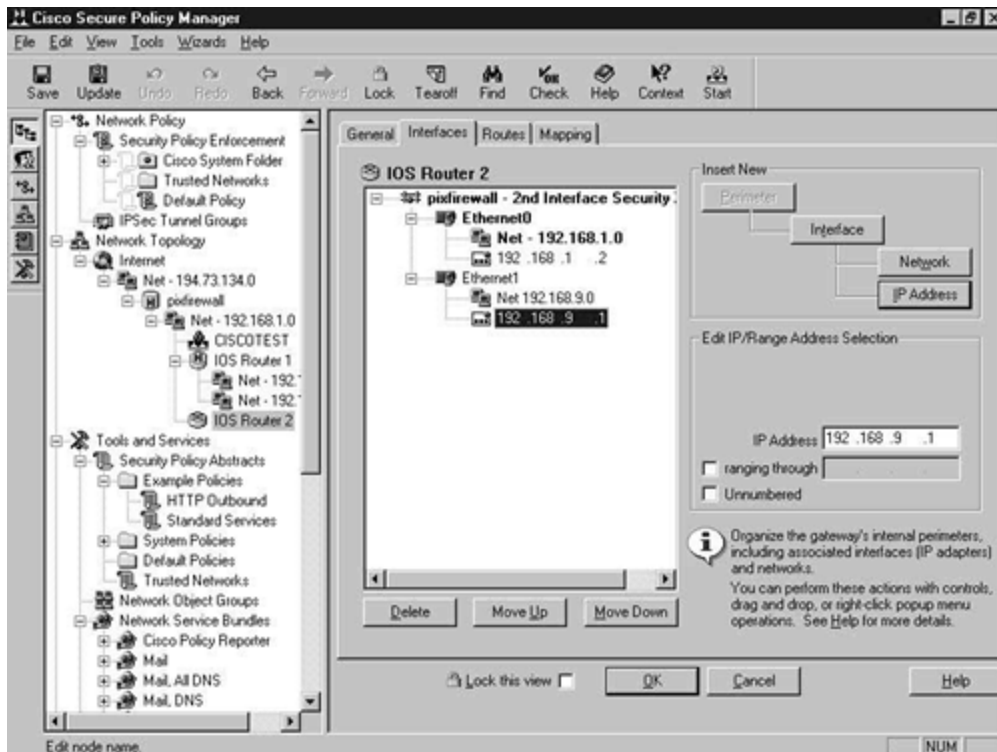 Cisco Secure Policy Manager
File Edit View Tools Wizards Help
Save Update Undo Redo Back Forward Lock Tearoff Find Check Help Context Start
Network Policy
Security Policy Enforcement
Cisco System Folder
Trusted Networks
Default Policy
IPSec Tunnel Groups
Network Topology
Internet
Net - 194.73.134.0
pixfirewall
Net - 192.168.1.0
CISCOTEST
IOS Router 1
Net - 192.
Net - 192.
IOS Router 2
Tools and Services
Security Policy Abstracts
Example Policies
HTTP Outbound
Standard Services
System Policies
Default Policies
Trusted Networks
Network Object Groups
Network Service Bundles
Cisco Policy Reporter
Mail
Mail, All DNS
Mail, DNS
General Interfaces Routes Mapping
IOS Router 2
pixfirewall - 2nd Interface Security
Ethernet0
Net - 192.168.1.0
192 .168 .1 .2
Ethernet1
Net 192.168.9.0
192 .168 .9 .1
Delete Move Up Move Down
Insert New
Perimeter
Interface
Network
IP Address
Edit IP/Range Address Selection
IP Address 192 .168 .9 .1
ranging through . . .
Unnumbered
Organize the gateway's internal perimeters,
including associated interfaces (IP adapters)
and networks.
You can perform these actions with controls,
drag and drop, or right-click popup menu
operations. See Help for more details.
Lock this view OK Cancel Help
Edit node name. NUM